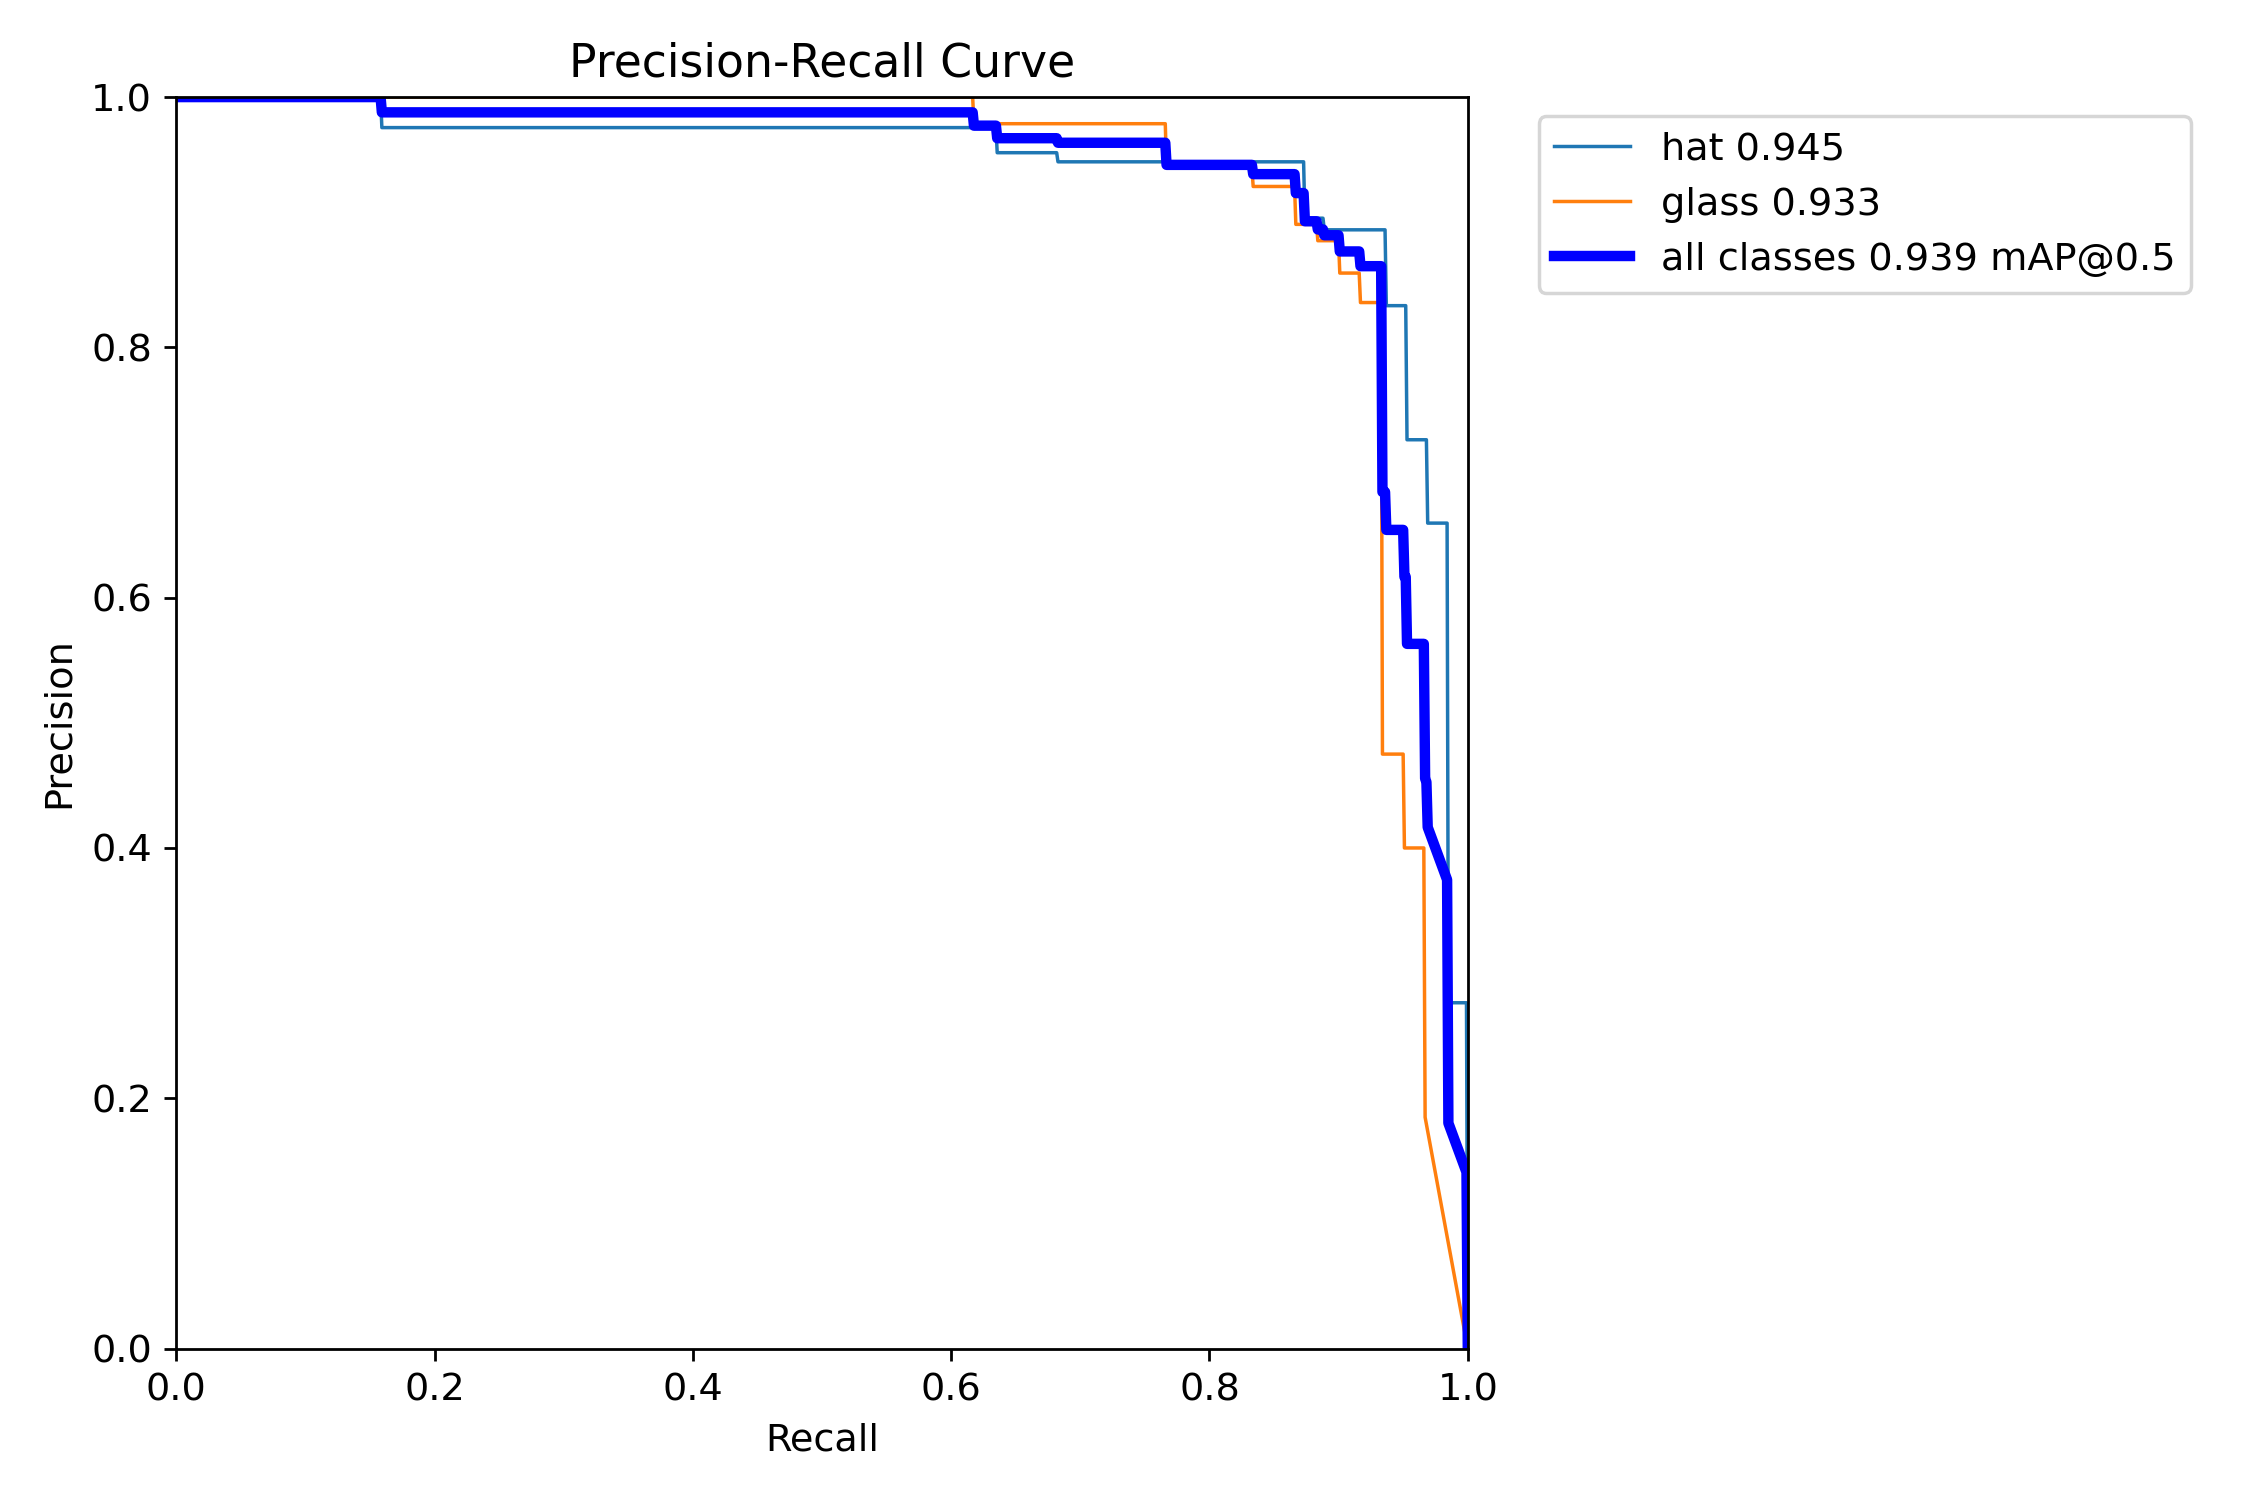 Precision-Recall Curve
1.0
0.8
0.6
0.4
0.2
0.0
Precision
0.0 0.2 0.4 0.6 0.8 1.0
Recall
hat 0.945
glass 0.933
all classes 0.939 mAP@0.5